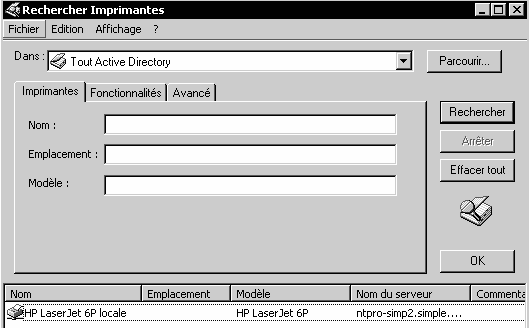 Rechercher Imprimantes
Fichier Edition Affichage ?
Dans : Tout Active Directory Parcourir...
Imprimantes Fonctionnalités Avancé
Nom :
Emplacement :
Modèle :
Rechercher
Arrêter
Effacer tout
OK
Nom Emplacement Modèle Nom du serveur Commenta
HP LaserJet 6P locale HP LaserJet 6P ntpro-simp2.simple....